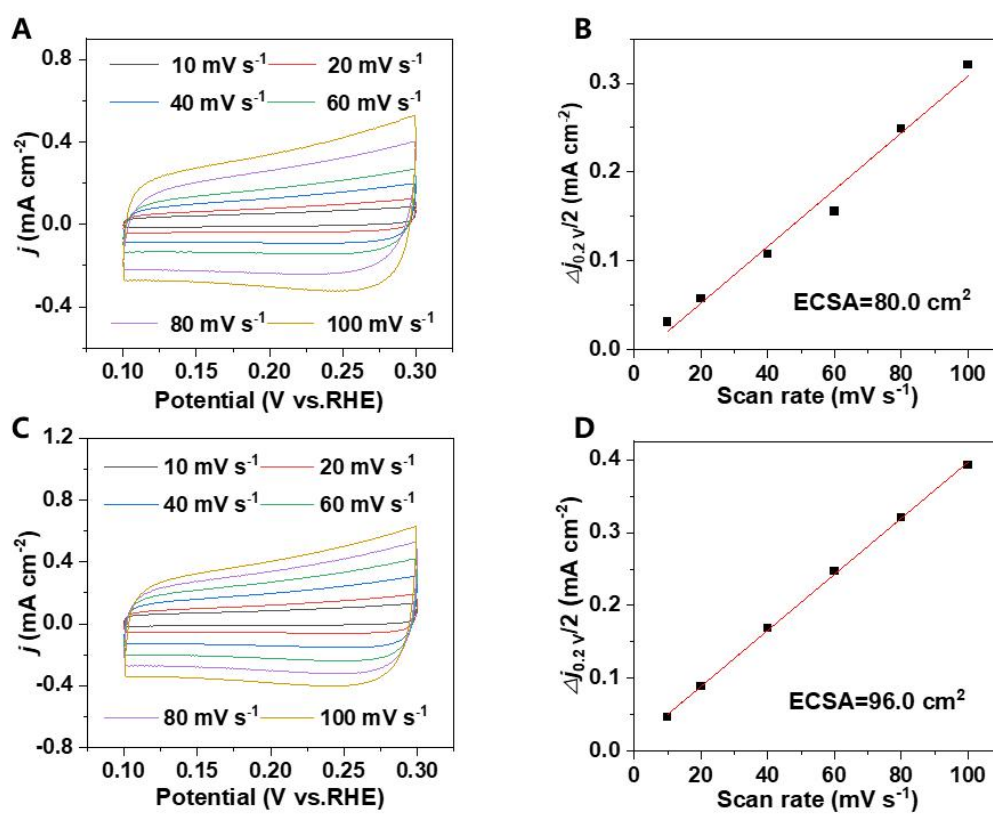 A
0.8
0.4
0.0
-0.4
j (mA cm⁻²)
10 mV s⁻¹ 20 mV s⁻¹
40 mV s⁻¹ 60 mV s⁻¹
80 mV s⁻¹ 100 mV s⁻¹
0.10 0.15 0.20 0.25 0.30
Potential (V vs.RHE)
B
0.3
0.2
0.1
0.0
Δj₀.₂ ᵥ/2 (mA cm⁻²)
ECSA=80.0 cm²
0 20 40 60 80 100
Scan rate (mV s⁻¹)
C
1.2
0.8
0.4
0.0
-0.4
-0.8
j (mA cm⁻²)
10 mV s⁻¹ 20 mV s⁻¹
40 mV s⁻¹ 60 mV s⁻¹
80 mV s⁻¹ 100 mV s⁻¹
0.10 0.15 0.20 0.25 0.30
Potential (V vs.RHE)
D
0.4
0.3
0.2
0.1
0.0
Δj₀.₂ ᵥ/2 (mA cm⁻²)
ECSA=96.0 cm²
0 20 40 60 80 100
Scan rate (mV s⁻¹)